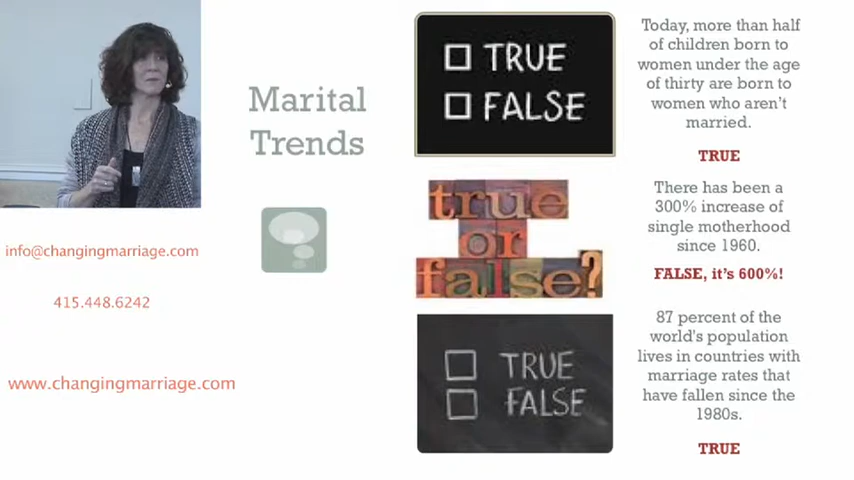 Marital
Trends
info@changingmarriage.com
415.448.6242
www.changingmarriage.com
TRUE
FALSE
Today, more than half
of children born to
women under the age
of thirty are born to
women who aren't
married.
TRUE
true
or
false?
There has been a
300% increase of
single motherhood
since 1960.
FALSE, it's 600%!
TRUE
FALSE
87 percent of the
world's population
lives in countries with
marriage rates that
have fallen since the
1980s.
TRUE